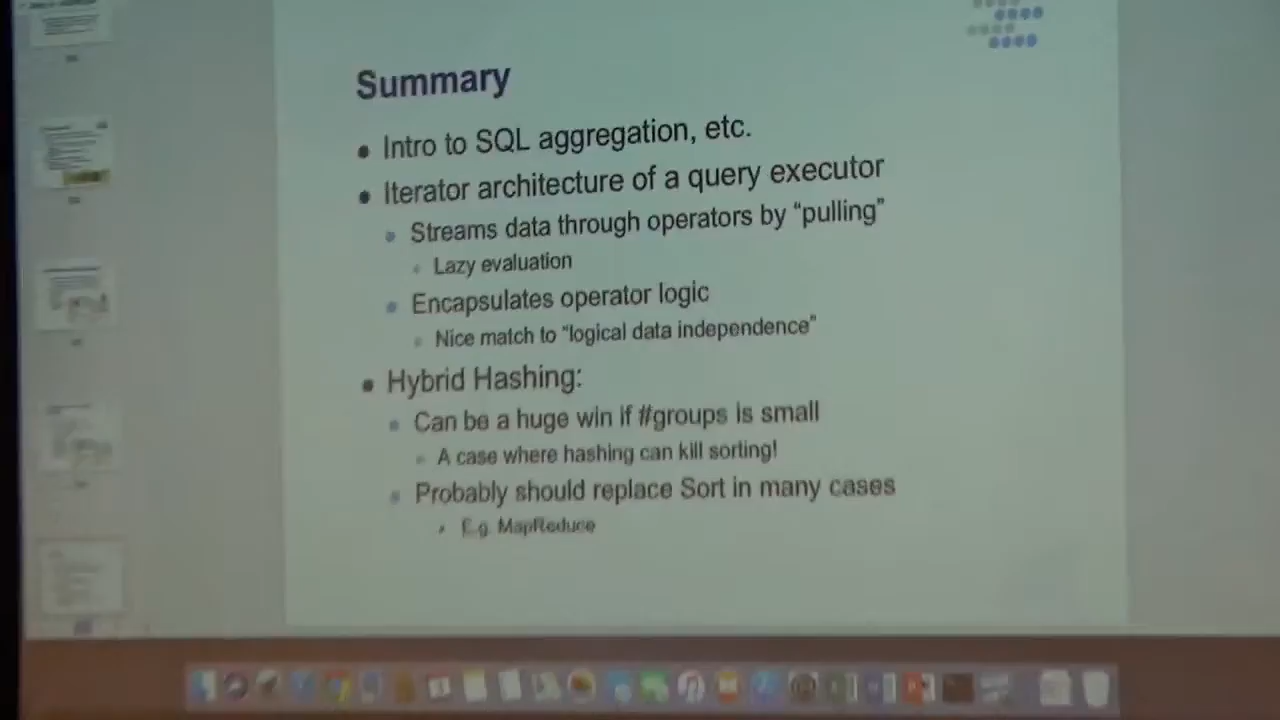 Summary
Intro to SQL aggregation, etc.
Iterator architecture of a query executor
Streams data through operators by “pulling”
Lazy evaluation
Encapsulates operator logic
Nice match to “logical data independence”
Hybrid Hashing:
Can be a huge win if #groups is small
A case where hashing can kill sorting!
Probably should replace Sort in many cases
E.g. MapReduce